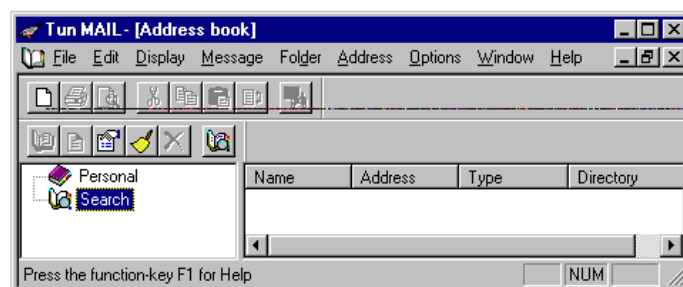 Tun MAIL - [Address book]
File Edit Display Message Folder Address Options Window Help
Personal
Search
Name Address Type Directory
Press the function-key F1 for Help
NUM